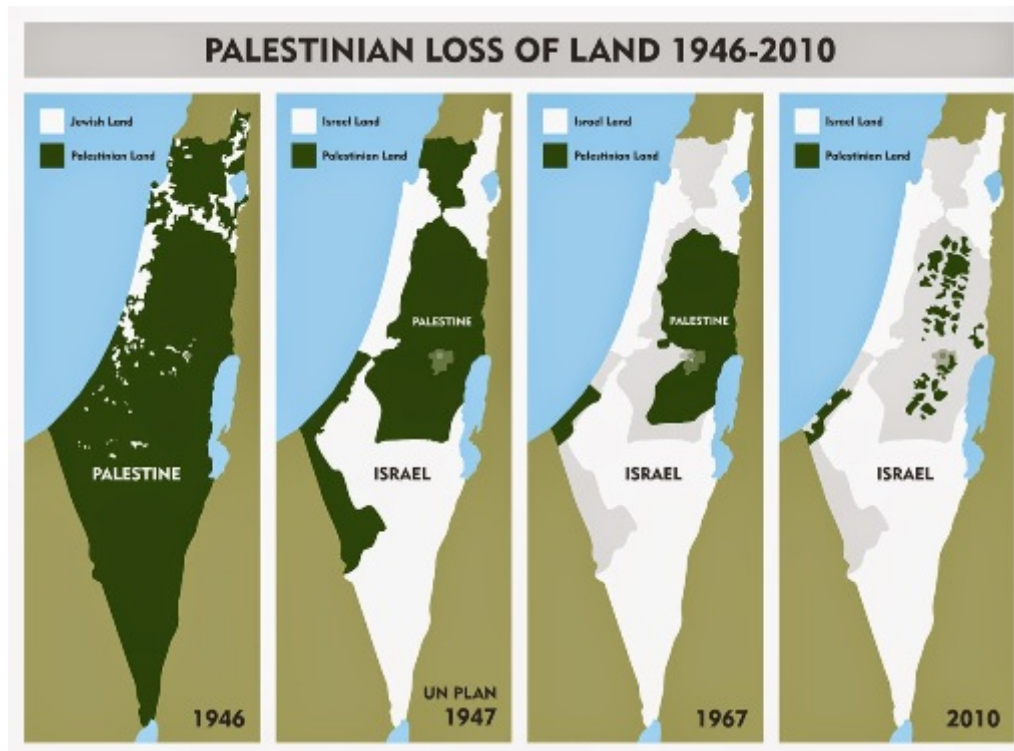 PALESTINIAN LOSS OF LAND 1946-2010
Jewish Land
Palestinian Land
PALESTINE
1946
Israel Land
Palestinian Land
PALESTINE
ISRAEL
UN PLAN
1947
Israel Land
Palestinian Land
PALESTINE
ISRAEL
1967
Israel Land
Palestinian Land
ISRAEL
2010